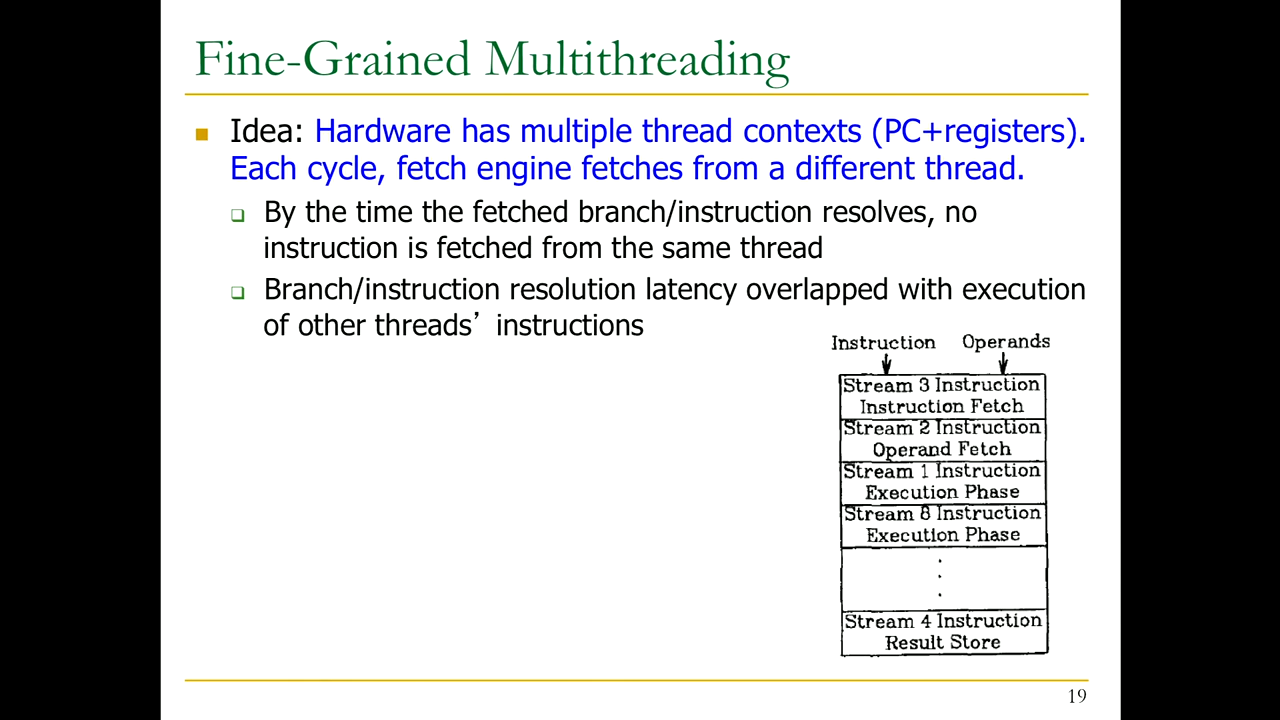 Fine-Grained Multithreading
Idea: Hardware has multiple thread contexts (PC+registers).
Each cycle, fetch engine fetches from a different thread.
By the time the fetched branch/instruction resolves, no
instruction is fetched from the same thread
Branch/instruction resolution latency overlapped with execution
of other threads’ instructions
Instruction Operands
Stream 3 Instruction
Instruction Fetch
Stream 2 Instruction
Operand Fetch
Stream 1 Instruction
Execution Phase
Stream 8 Instruction
Execution Phase
.
.
.
Stream 4 Instruction
Result Store
19